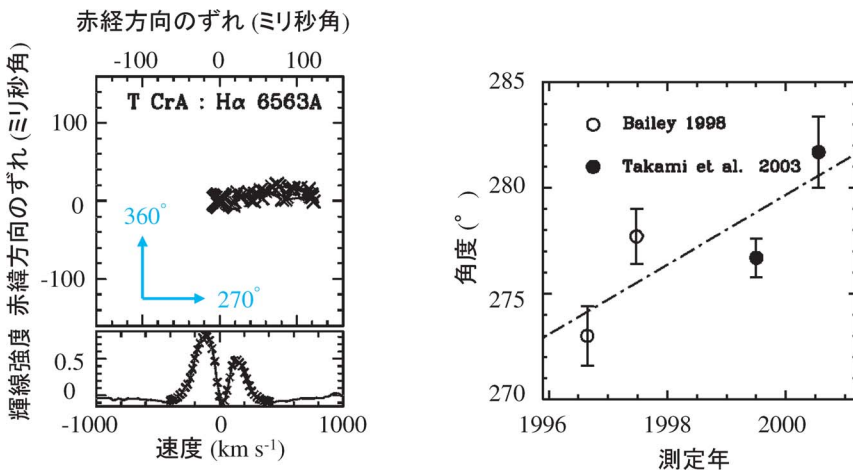 赤経方向のずれ (ミリ秒角)
-100 0 100
赤緯方向のずれ (ミリ秒角)
100
0
-100
T CrA : Hα 6563A
360°
270°
輝線強度
0.5
0
-1000 0 1000
速度 (km s⁻¹)
285
280
275
270
角度 (°)
Bailey 1998
Takami et al. 2003
1996 1998 2000
測定年